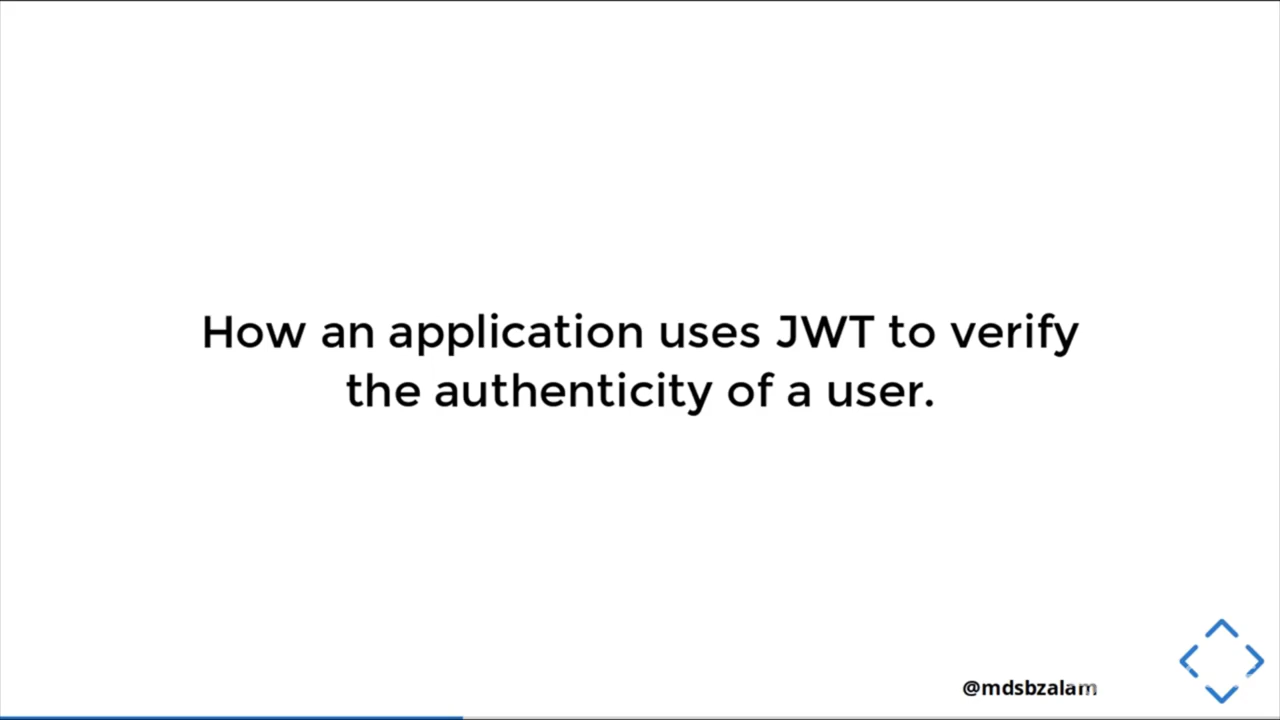 How an application uses JWT to verify
the authenticity of a user.
@mdsbzalam